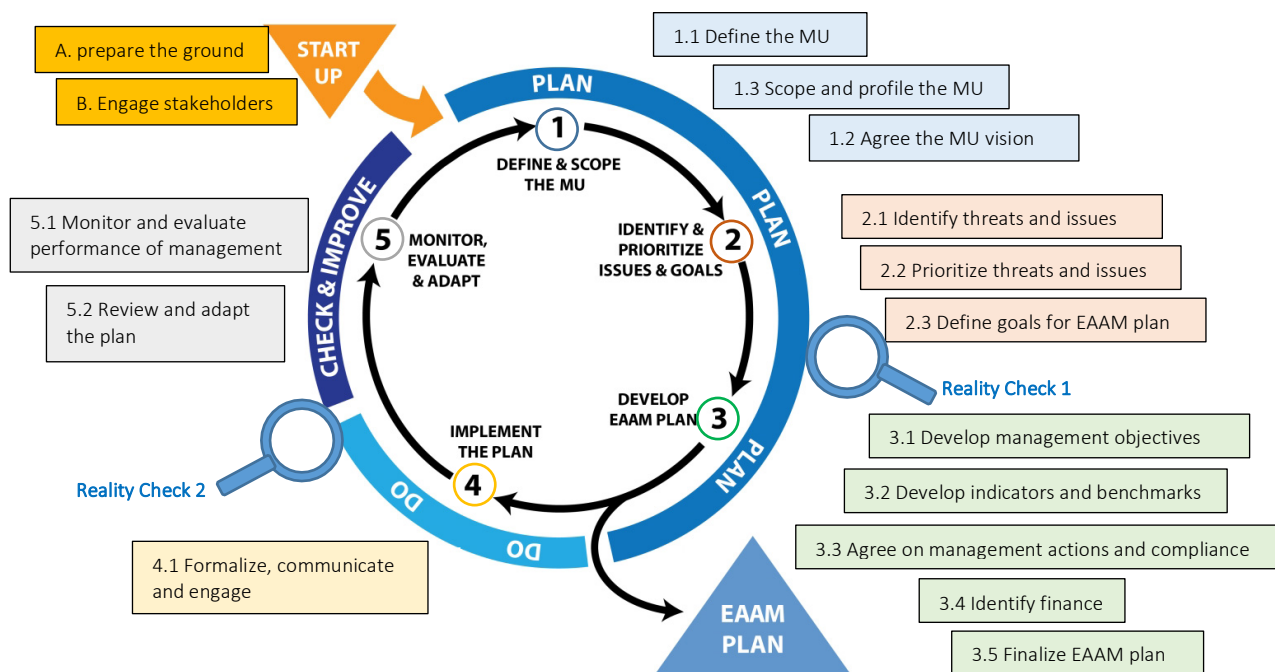 A. prepare the ground
B. Engage stakeholders
START
UP
PLAN
1.1 Define the MU
1.3 Scope and profile the MU
1.2 Agree the MU vision
1
DEFINE & SCOPE
THE MU
PLAN
2.1 Identify threats and issues
2.2 Prioritize threats and issues
2.3 Define goals for EAAM plan
2
IDENTIFY &
PRIORITIZE
ISSUES & GOALS
Reality Check 1
DEVELOP
EAAM PLAN
3
PLAN
3.1 Develop management objectives
3.2 Develop indicators and benchmarks
3.3 Agree on management actions and compliance
3.4 Identify finance
3.5 Finalize EAAM plan
EAAM
PLAN
IMPLEMENT
THE PLAN
4
DO
DO
4.1 Formalize, communicate
and engage
Reality Check 2
CHECK & IMPROVE
5
MONITOR,
EVALUATE
& ADAPT
5.1 Monitor and evaluate
performance of management
5.2 Review and adapt
the plan